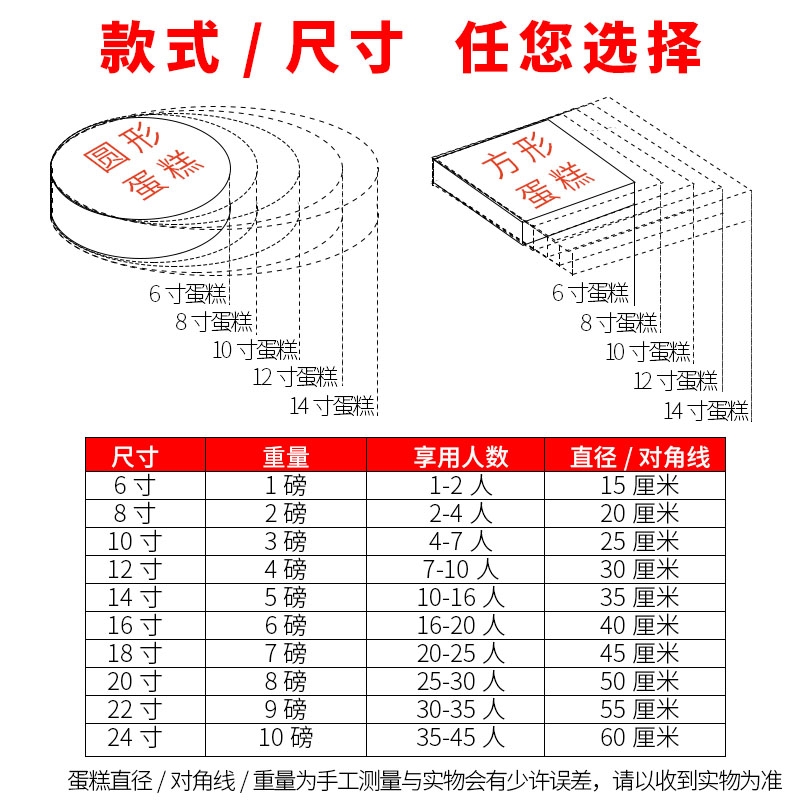 款式 / 尺寸 任您选择
圆形
蛋糕
6 寸蛋糕
8 寸蛋糕
10 寸蛋糕
12 寸蛋糕
14 寸蛋糕
方形
蛋糕
6 寸蛋糕
8 寸蛋糕
10 寸蛋糕
12 寸蛋糕
14 寸蛋糕
尺寸 重量 享用人数 直径 / 对角线
6 寸 1 磅 1-2 人 15 厘米
8 寸 2 磅 2-4 人 20 厘米
10 寸 3 磅 4-7 人 25 厘米
12 寸 4 磅 7-10 人 30 厘米
14 寸 5 磅 10-16 人 35 厘米
16 寸 6 磅 16-20 人 40 厘米
18 寸 7 磅 20-25 人 45 厘米
20 寸 8 磅 25-30 人 50 厘米
22 寸 9 磅 30-35 人 55 厘米
24 寸 10 磅 35-45 人 60 厘米
蛋糕直径 / 对角线 / 重量为手工测量与实物会有少许误差，请以收到实物为准